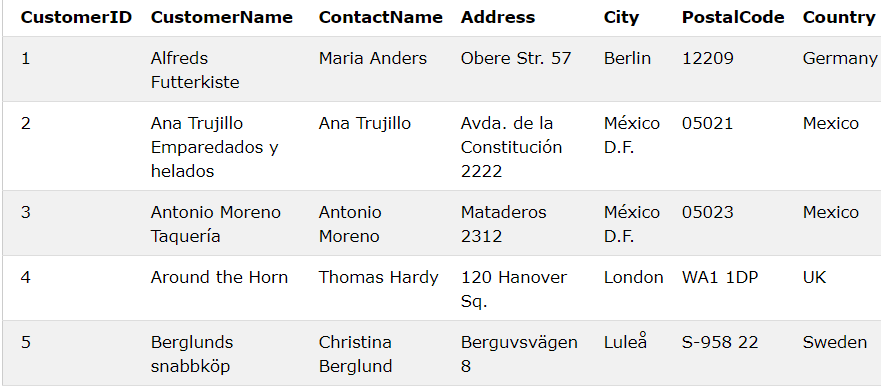 CustomerID CustomerName ContactName Address City PostalCode Country
1 Alfreds Maria Anders Obere Str. 57 Berlin 12209 Germany
Futterkiste
2 Ana Trujillo Ana Trujillo Avda. de la México 05021 Mexico
Emparedados y Constitución D.F.
helados 2222
3 Antonio Moreno Antonio Mataderos México 05023 Mexico
Taquería Moreno 2312 D.F.
4 Around the Horn Thomas Hardy 120 Hanover London WA1 1DP UK
Sq.
5 Berglunds Christina Berguvsvägen Luleå S-958 22 Sweden
snabbköp Berglund 8